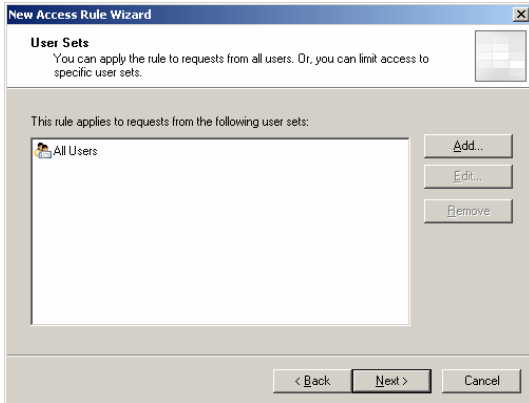 New Access Rule Wizard
User Sets
You can apply the rule to requests from all users. Or, you can limit access to
specific user sets.
This rule applies to requests from the following user sets:
All Users
Add...
Edit...
Remove
< Back
Next >
Cancel